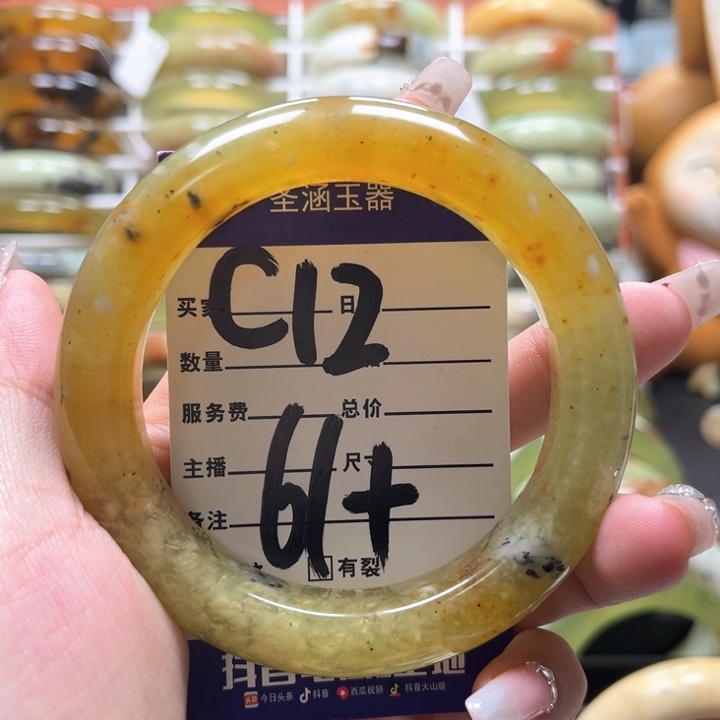 圣涵玉器
C12
买家 日
数量
服务费 总价
主播 尺寸
备注
61+
有裂
今日头条 抖音 西瓜视频 抖音火山版